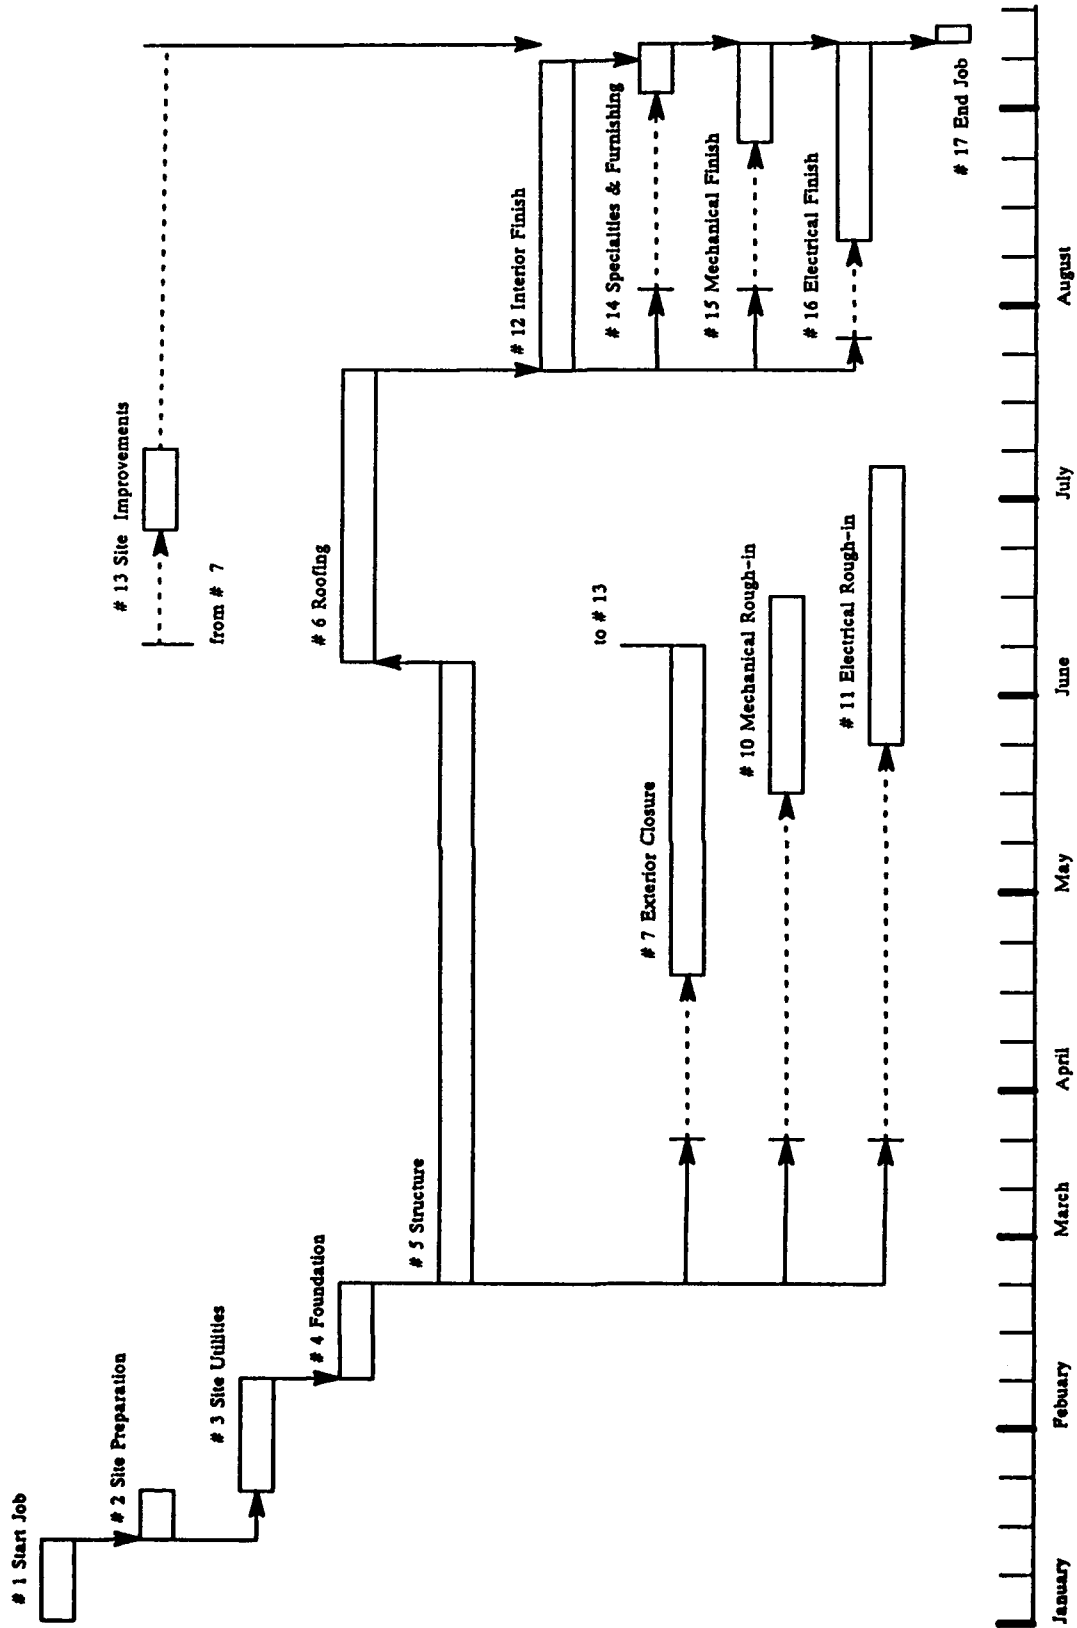 # 1 Start Job
# 2 Site Preparation
# 3 Site Utilities
# 4 Foundation
# 5 Structure
# 6 Roofing
# 13 Site Improvements
from # 7
to # 13
# 7 Exterior Closure
# 10 Mechanical Rough-in
# 11 Electrical Rough-in
# 12 Interior Finish
# 14 Specialties & Furnishing
# 15 Mechanical Finish
# 16 Electrical Finish
# 17 End Job
January
Febuary
March
April
May
June
July
August